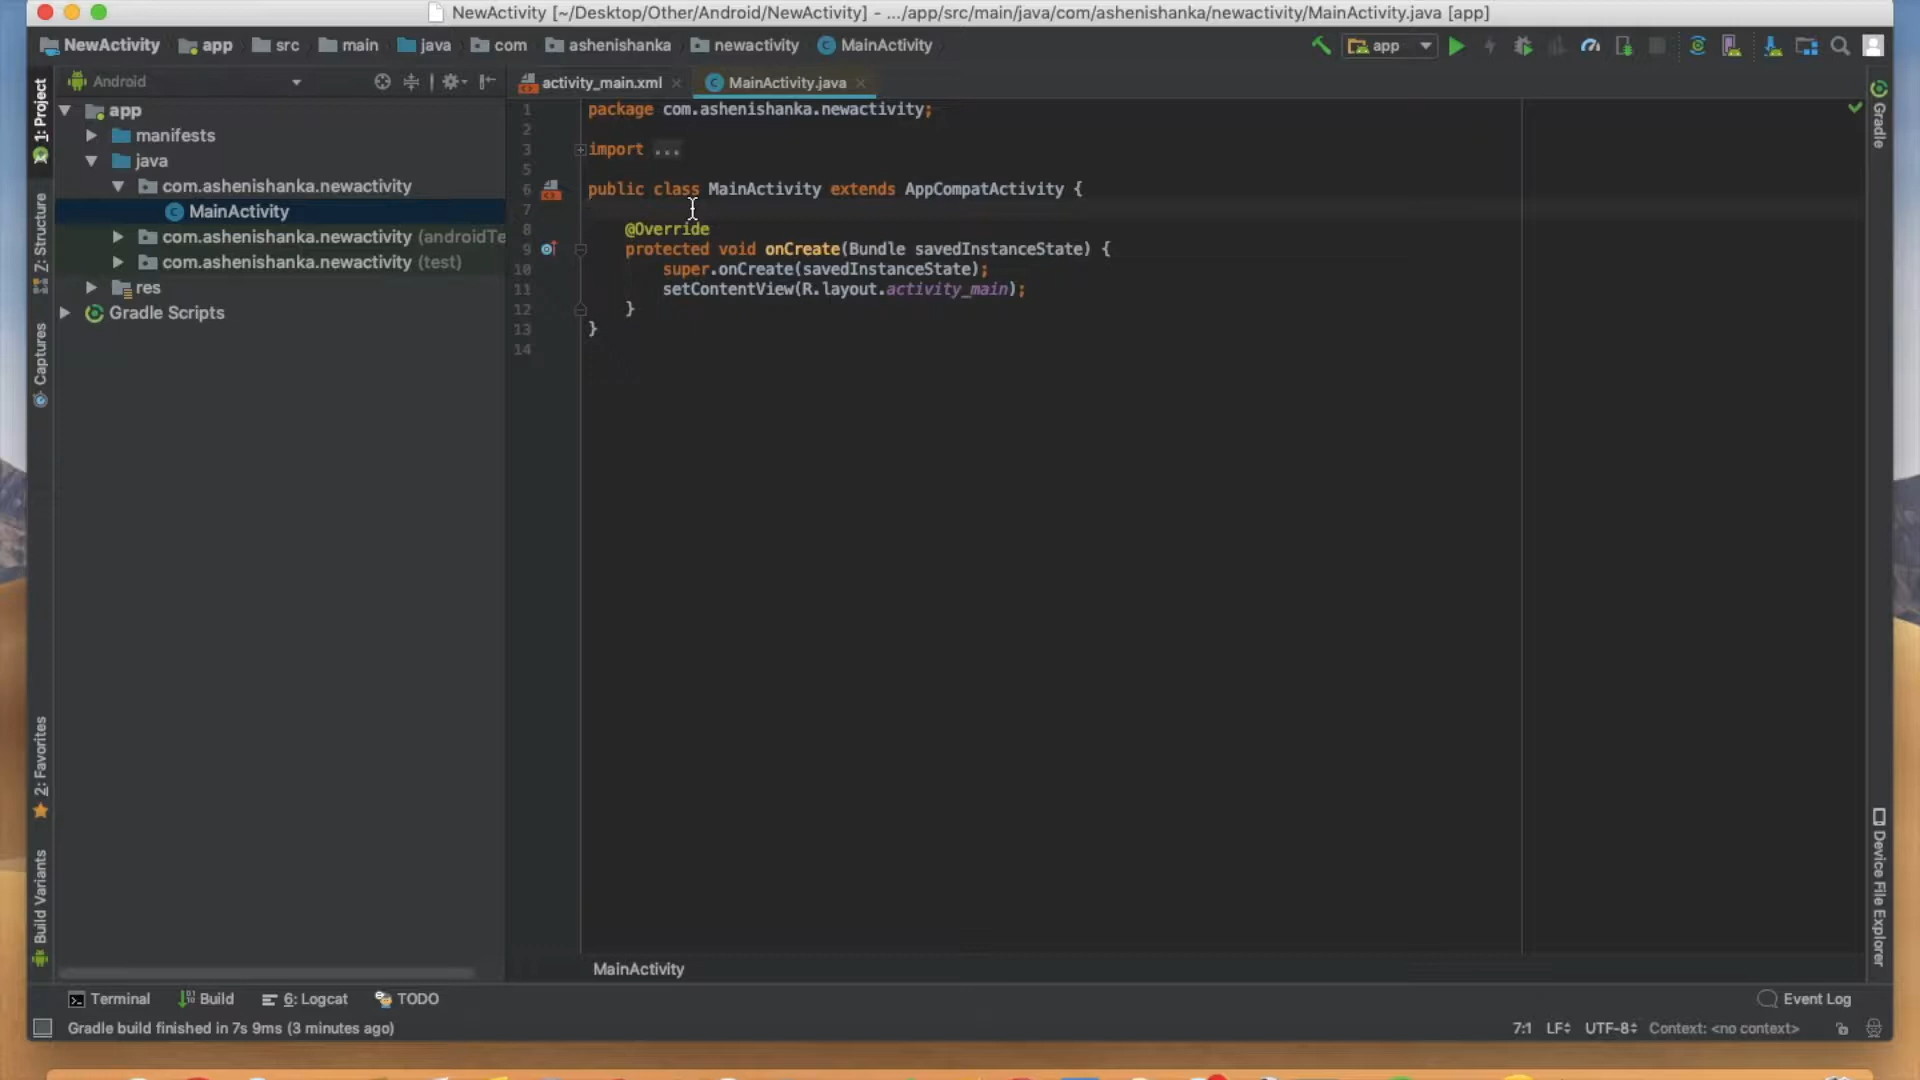 NewActivity [~/Desktop/Other/Android/NewActivity] - .../app/src/main/java/com/ashenishanka/newactivity/MainActivity.java [app]
NewActivity app src main java com ashenishanka newactivity MainActivity app
1: Project
Z: Structure
Captures
2: Favorites
Build Variants
Android
app
manifests
java
com.ashenishanka.newactivity
MainActivity
com.ashenishanka.newactivity (androidTe
com.ashenishanka.newactivity (test)
res
Gradle Scripts
activity_main.xml MainActivity.java
1 package com.ashenishanka.newactivity;
2
3 import ...
5
6 public class MainActivity extends AppCompatActivity {
7
8 @Override
9 protected void onCreate(Bundle savedInstanceState) {
10 super.onCreate(savedInstanceState);
11 setContentView(R.layout.activity_main);
12 }
13 }
14
MainActivity
Gradle
Device File Explorer
Terminal Build 6: Logcat TODO Event Log
Gradle build finished in 7s 9ms (3 minutes ago) 7:1 LF UTF-8 Context: <no context>